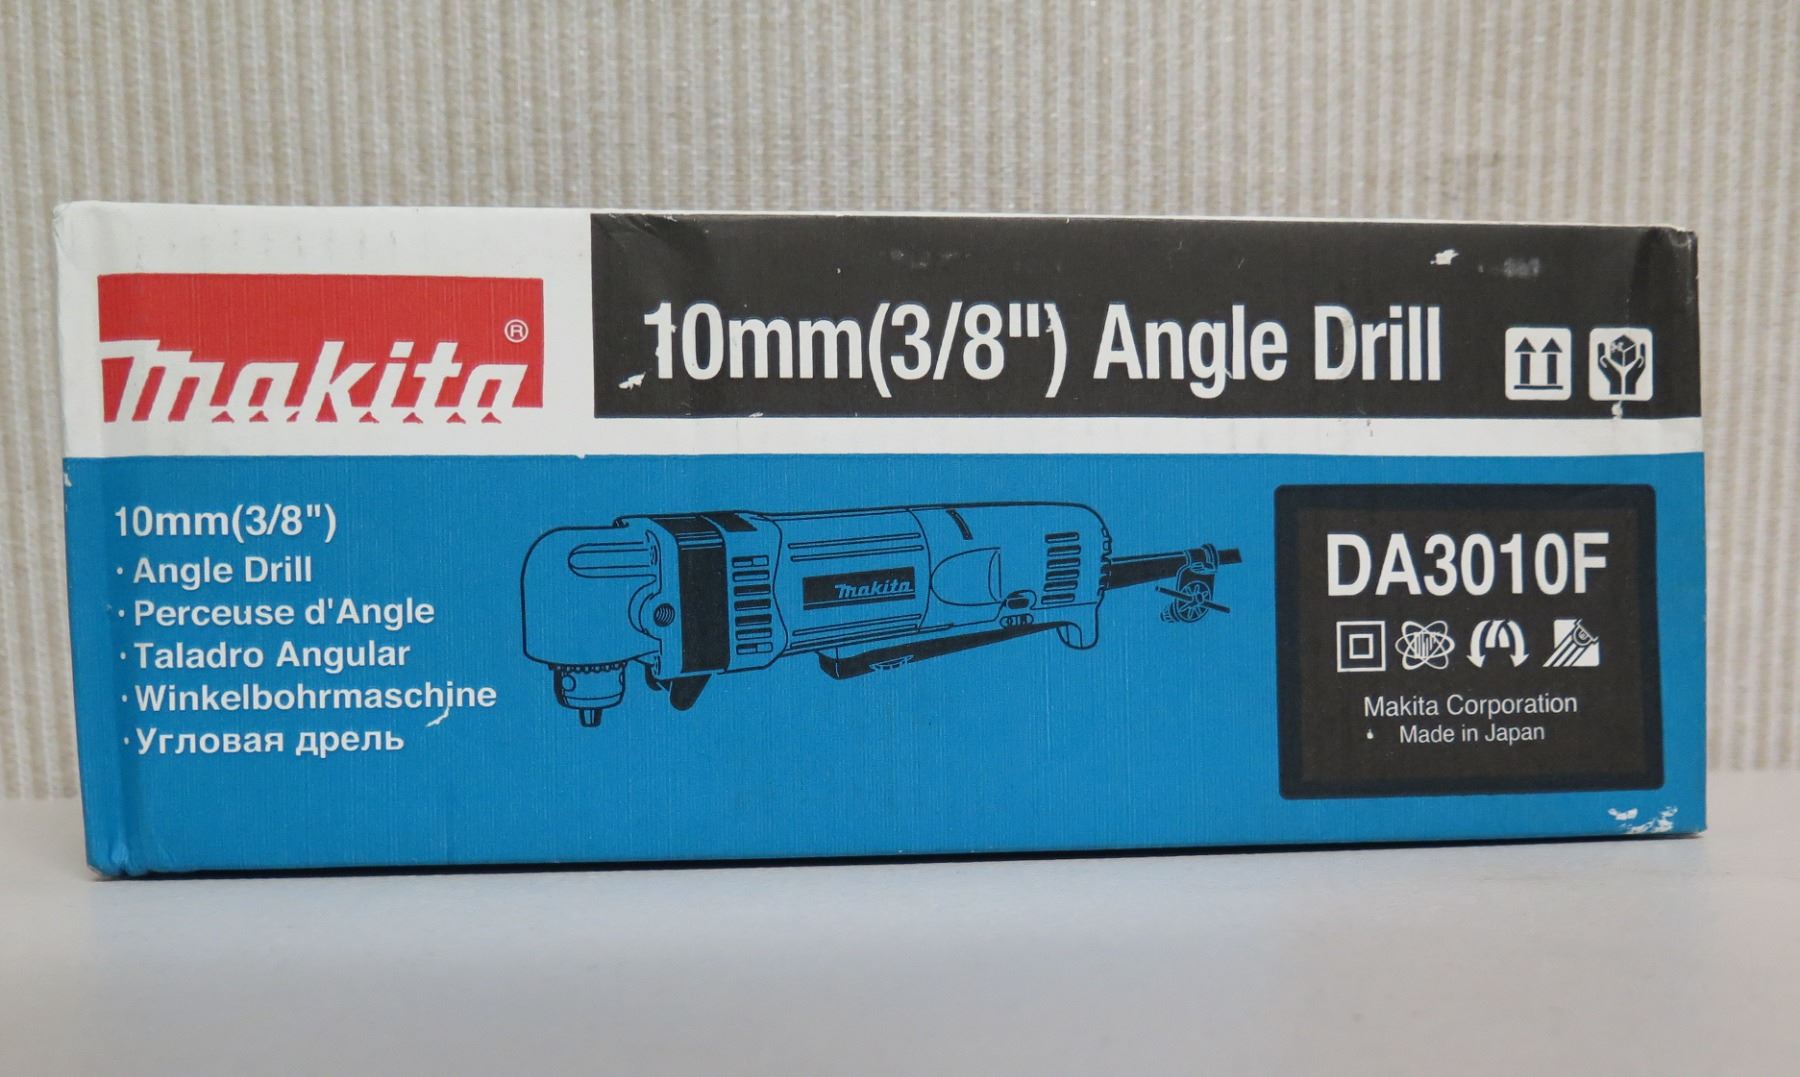 makita®
10mm(3/8") Angle Drill
10mm(3/8")
· Angle Drill
· Perceuse d'Angle
· Taladro Angular
· Winkelbohrmaschine
· Угловая дрель
makita
DA3010F
Makita Corporation
Made in Japan